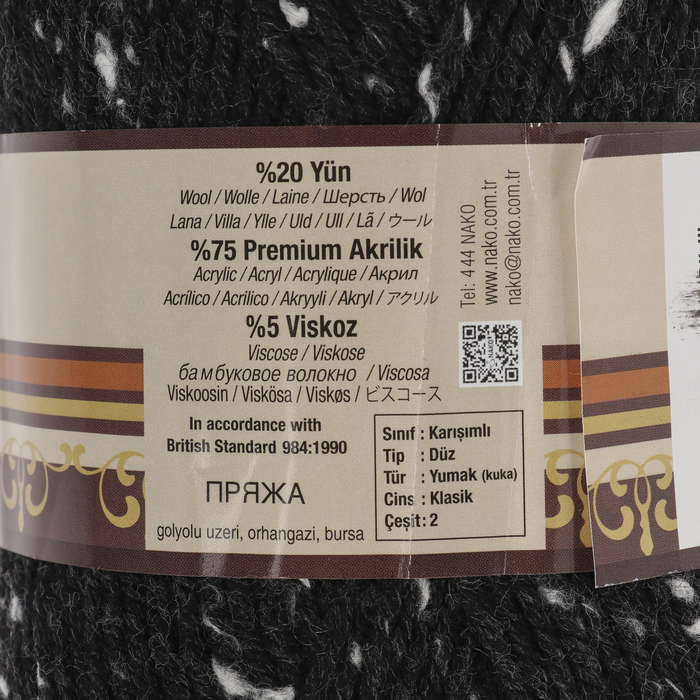 %20 Yün
Wool / Wolle / Laine / Шерсть / Wol
Lana / Villa / Ylle / Uld / Ull / Lã / ウール
%75 Premium Akrilik
Acrylic / Acryl / Acrylique / Акрил
Acrílico / Acrilico / Akryyli / Akryl / アクリル
%5 Viskoz
Viscose / Viskose
бамбуковое волокно / Viscosa
Viskoosin / Viskösa / Viskøs / ビスコース
In accordance with
British Standard 984:1990
ПРЯЖА
golyolu uzeri, orhangazi, bursa
Sınıf : Karışımlı
Tip : Düz
Tür : Yumak (kuka)
Cins : Klasik
Çeşit : 2
Tel: 444 NAKO
www.nako.com.tr
nako@nako.com.tr